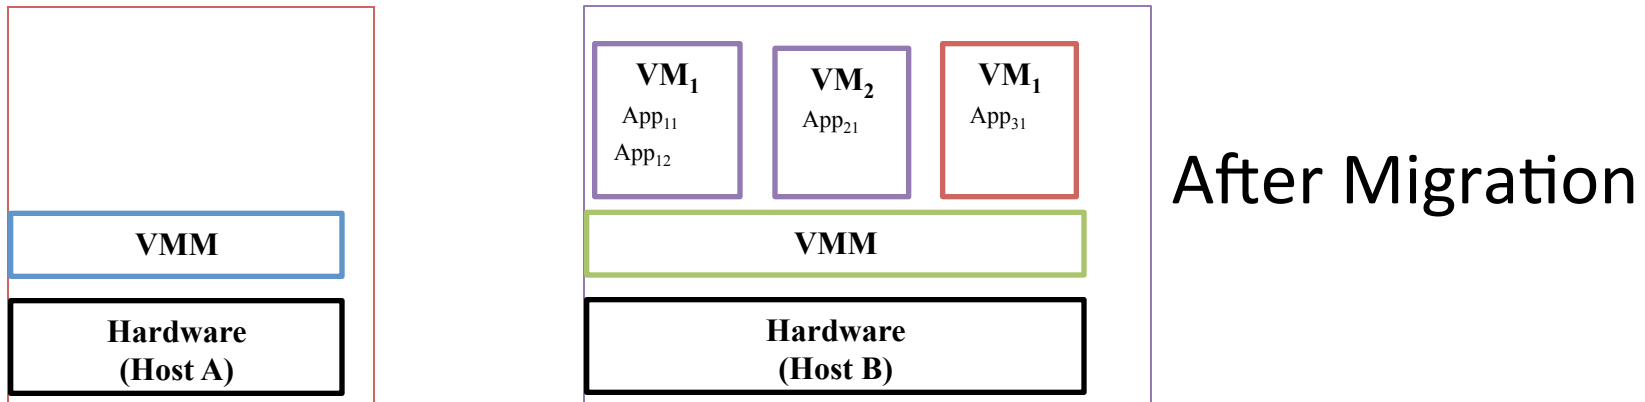 VMM
Hardware
(Host A)
VM₁
App₁₁
App₁₂
VM₂
App₂₁
VM₁
App₃₁
VMM
Hardware
(Host B)
After Migration